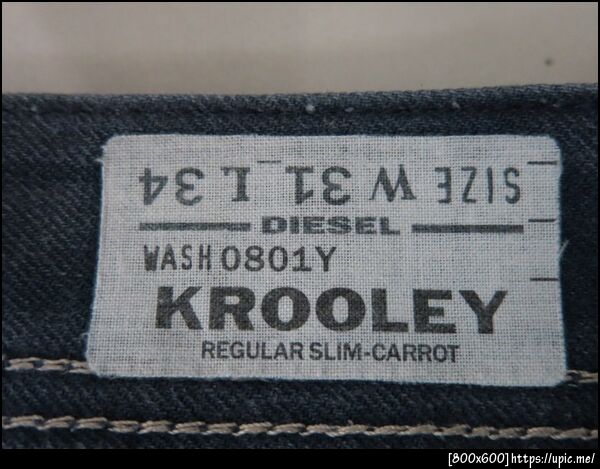 SIZE W 31 L 34
DIESEL
WASH 0801Y
KROOLEY
REGULAR SLIM-CARROT
[800x600]https://upic.me/